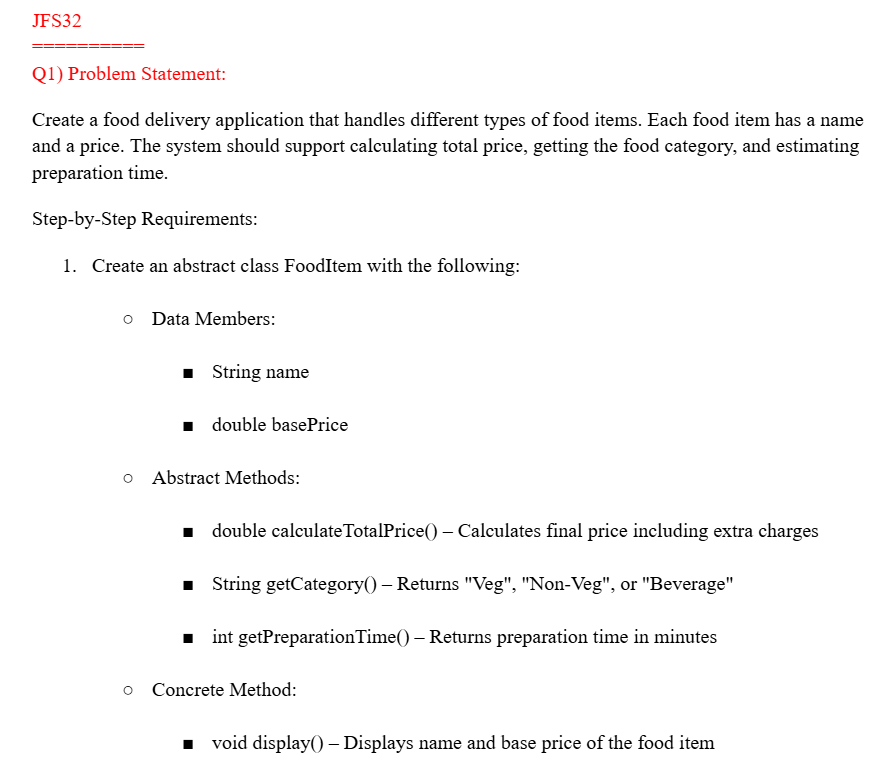 JFS32
==========
Q1) Problem Statement:
Create a food delivery application that handles different types of food items. Each food item has a name
and a price. The system should support calculating total price, getting the food category, and estimating
preparation time.
Step-by-Step Requirements:
1. Create an abstract class FoodItem with the following:
○ Data Members:
■ String name
■ double basePrice
○ Abstract Methods:
■ double calculateTotalPrice() – Calculates final price including extra charges
■ String getCategory() – Returns "Veg", "Non-Veg", or "Beverage"
■ int getPreparationTime() – Returns preparation time in minutes
○ Concrete Method:
■ void display() – Displays name and base price of the food item